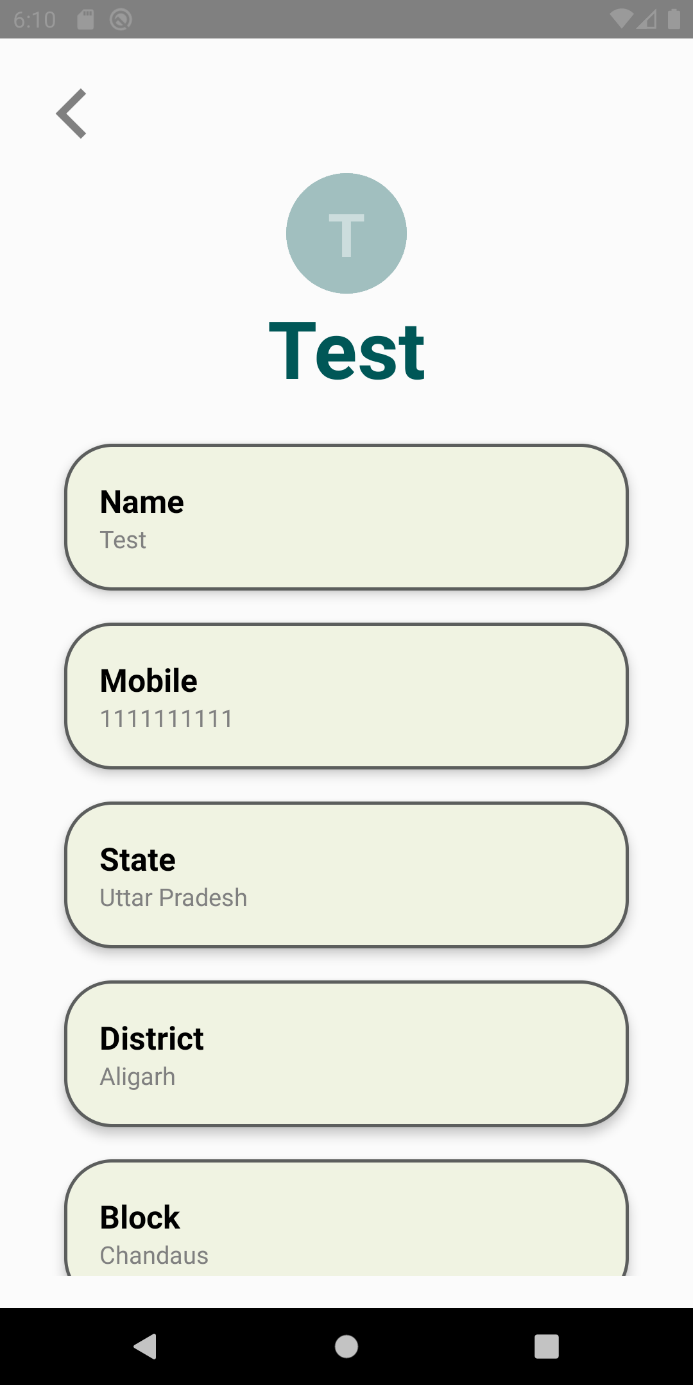 6:10
T
Test
Name
Test
Mobile
1111111111
State
Uttar Pradesh
District
Aligarh
Block
Chandaus